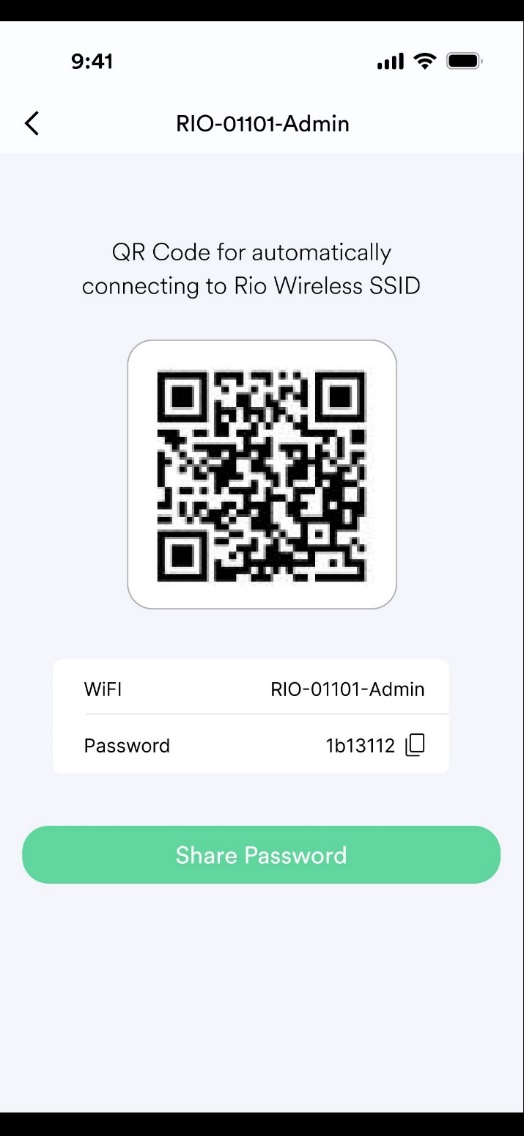 9:41
RIO-01101-Admin
QR Code for automatically
connecting to Rio Wireless SSID
WiFI RIO-01101-Admin
Password 1b13112
Share Password